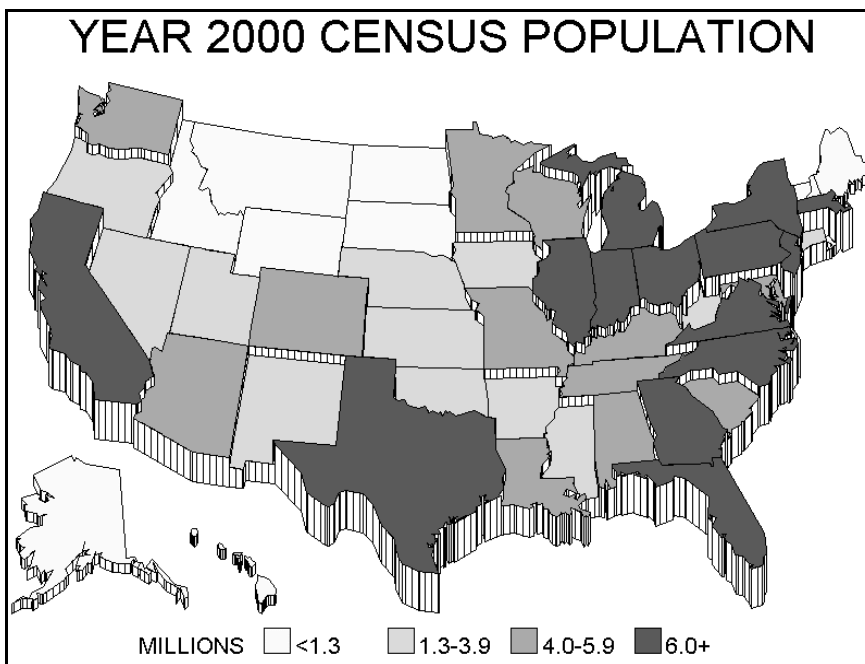 YEAR 2000 CENSUS POPULATION
MILLIONS <1.3 1.3-3.9 4.0-5.9 6.0+